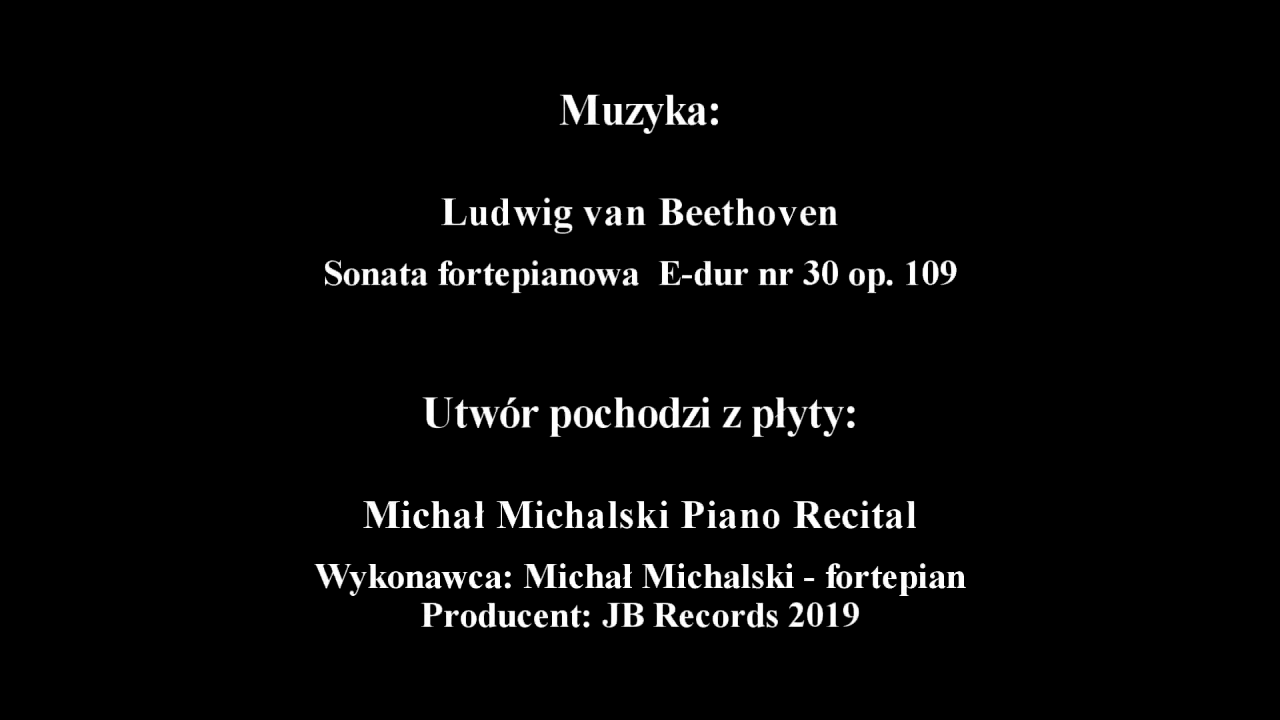 Muzyka:
Ludwig van Beethoven
Sonata fortepianowa E-dur nr 30 op. 109
Utwór pochodzi z płyty:
Michał Michalski Piano Recital
Wykonawca: Michał Michalski - fortepian
Producent: JB Records 2019